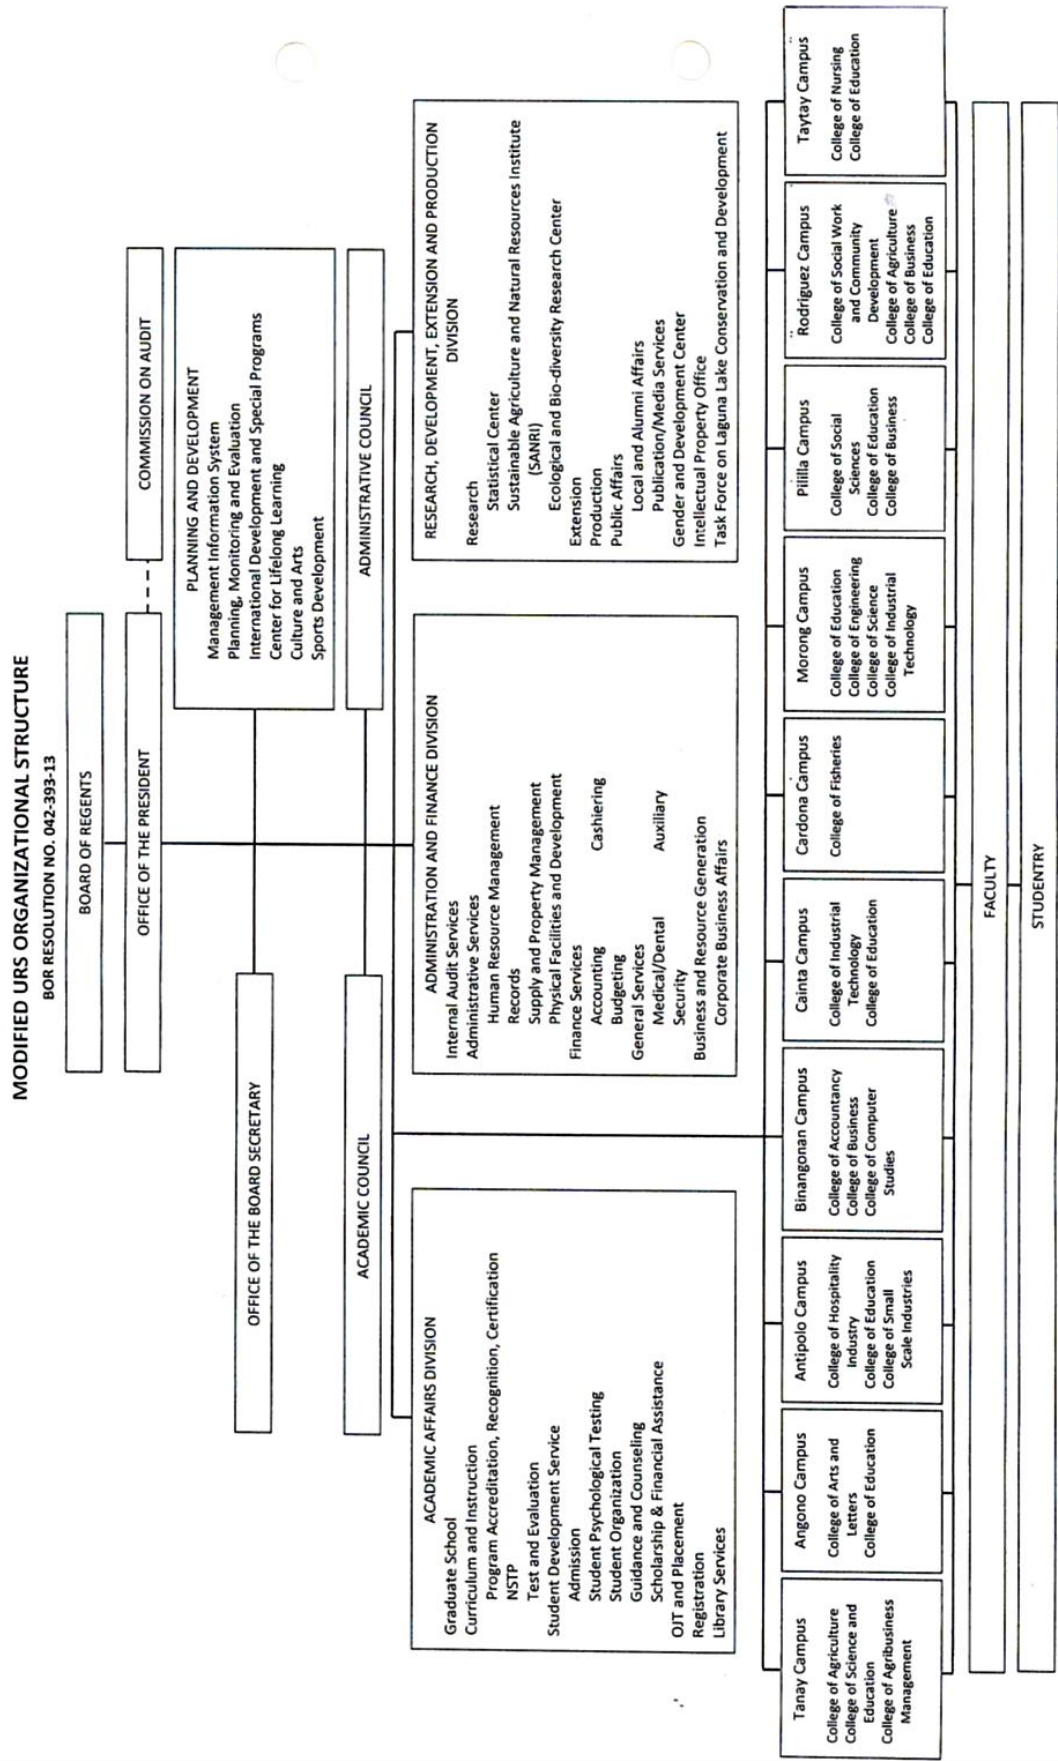 MODIFIED URS ORGANIZATIONAL STRUCTURE
BOR RESOLUTION NO. 042-393-13
BOARD OF REGENTS
OFFICE OF THE PRESIDENT
COMMISSION ON AUDIT
PLANNING AND DEVELOPMENT
Management Information System
Planning, Monitoring and Evaluation
International Development and Special Programs
Center for Lifelong Learning
Culture and Arts
Sports Development
OFFICE OF THE BOARD SECRETARY
ACADEMIC COUNCIL
ADMINISTRATIVE COUNCIL
ACADEMIC AFFAIRS DIVISION
Graduate School
Curriculum and Instruction
Program Accreditation, Recognition, Certification
NSTP
Test and Evaluation
Student Development Service
Admission
Student Psychological Testing
Student Organization
Guidance and Counseling
Scholarship & Financial Assistance
OJT and Placement
Registration
Library Services
ADMINISTRATION AND FINANCE DIVISION
Internal Audit Services
Administrative Services
Human Resource Management
Records
Supply and Property Management
Physical Facilities and Development
Finance Services
Accounting Cashiering
Budgeting
General Services
Medical/Dental Auxiliary
Security
Business and Resource Generation
Corporate Business Affairs
RESEARCH, DEVELOPMENT, EXTENSION AND PRODUCTION
DIVISION
Research
Statistical Center
Sustainable Agriculture and Natural Resources Institute
(SANRI)
Ecological and Bio-diversity Research Center
Extension
Production
Public Affairs
Local and Alumni Affairs
Publication/Media Services
Gender and Development Center
Intellectual Property Office
Task Force on Laguna Lake Conservation and Development
Tanay Campus
College of Agriculture
College of Science and
Education
College of Agribusiness
Management
Angono Campus
College of Arts and
Letters
College of Education
Antipolo Campus
College of Hospitality
Industry
College of Education
College of Small
Scale Industries
Binangonan Campus
College of Accountancy
College of Business
College of Computer
Studies
Cainta Campus
College of Industrial
Technology
College of Education
Cardona Campus
College of Fisheries
Morong Campus
College of Education
College of Engineering
College of Science
College of Industrial
Technology
Pililla Campus
College of Social
Sciences
College of Education
College of Business
Rodriguez Campus
College of Social Work
and Community
Development
College of Agriculture
College of Business
College of Education
Taytay Campus
College of Nursing
College of Education
FACULTY
STUDENTRY